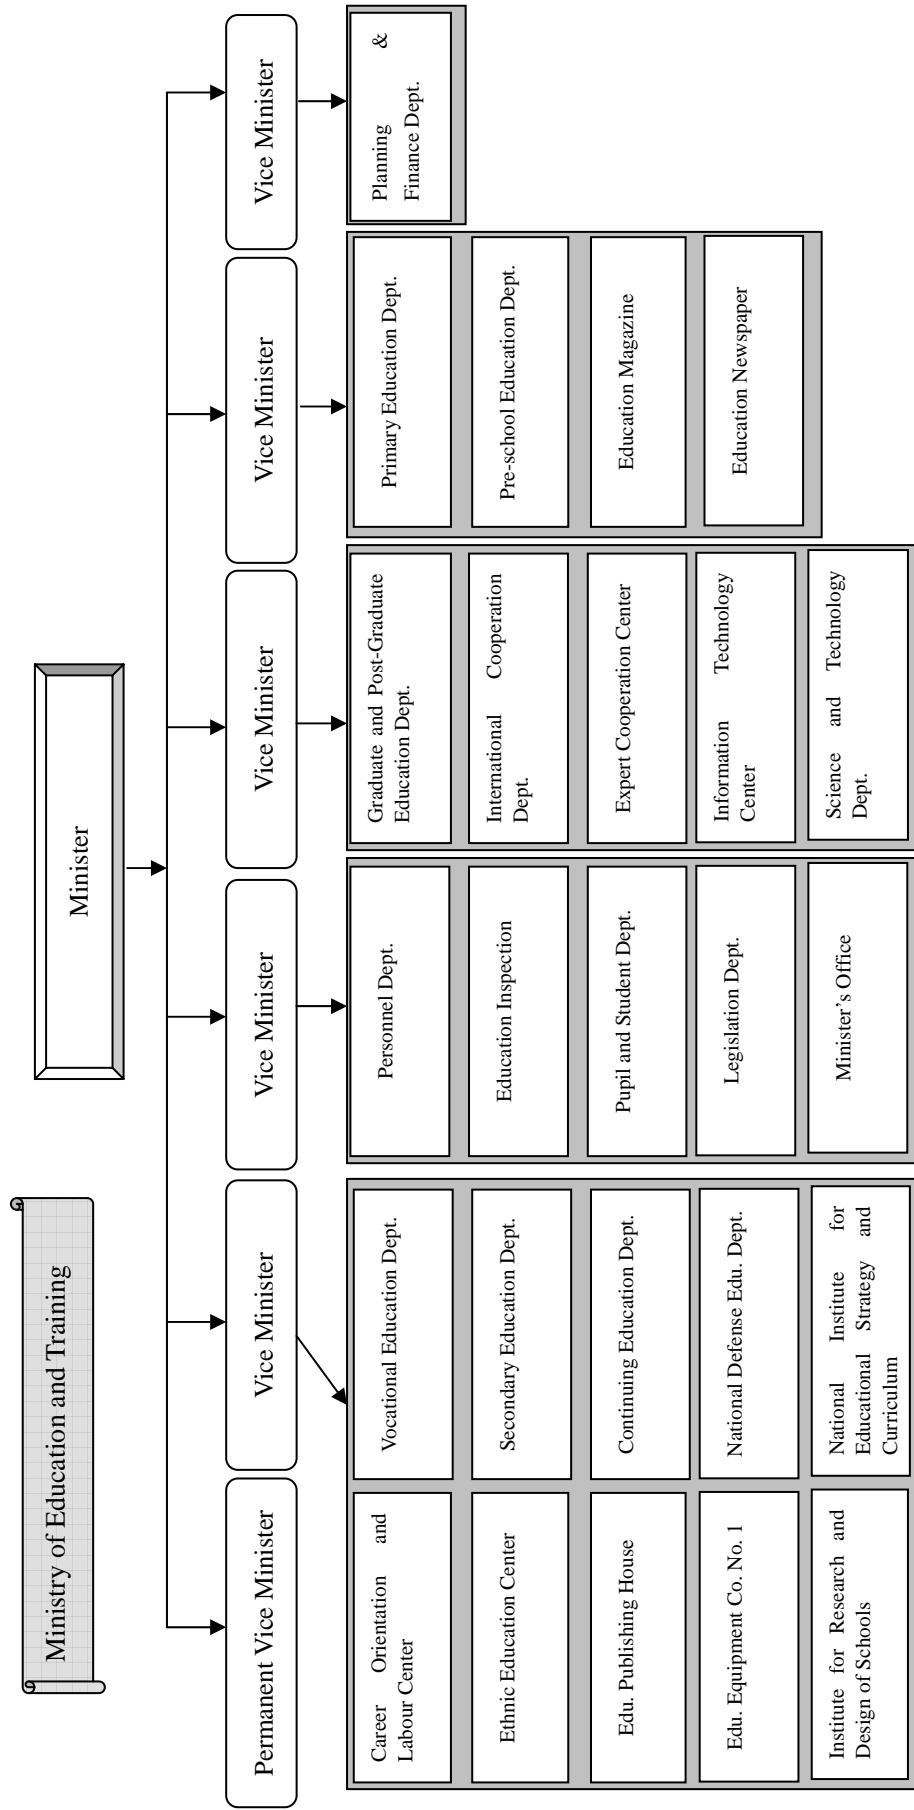 Ministry of Education and Training
Minister
Permanent Vice Minister
Vice Minister
Vice Minister
Vice Minister
Vice Minister
Vice Minister
Career Orientation and
Labour Center
Ethnic Education Center
Edu. Publishing House
Edu. Equipment Co. No. 1
Institute for Research and
Design of Schools
Vocational Education Dept.
Secondary Education Dept.
Continuing Education Dept.
National Defense Edu. Dept.
National Institute for
Educational Strategy and
Curriculum
Personnel Dept.
Education Inspection
Pupil and Student Dept.
Legislation Dept.
Minister's Office
Graduate and Post-Graduate
Education Dept.
International Cooperation
Dept.
Expert Cooperation Center
Information Technology
Center
Science and Technology
Dept.
Primary Education Dept.
Pre-school Education Dept.
Education Magazine
Education Newspaper
Planning &
Finance Dept.